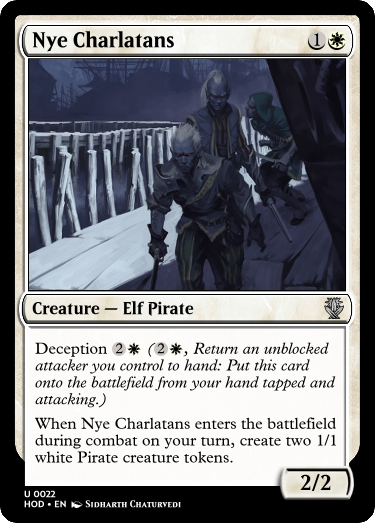 Nye Charlatans 1
Creature — Elf Pirate
Deception 2 (2, Return an unblocked
attacker you control to hand: Put this card
onto the battlefield from your hand tapped and
attacking.)
When Nye Charlatans enters the battlefield
during combat on your turn, create two 1/1
white Pirate creature tokens.
2/2
U 0022
HOD • EN Sidharth Chaturvedi